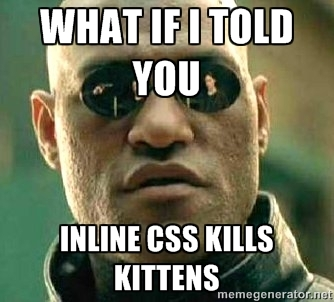 WHAT IF I TOLD
YOU
INLINE CSS KILLS
KITTENS
memegenerator.net